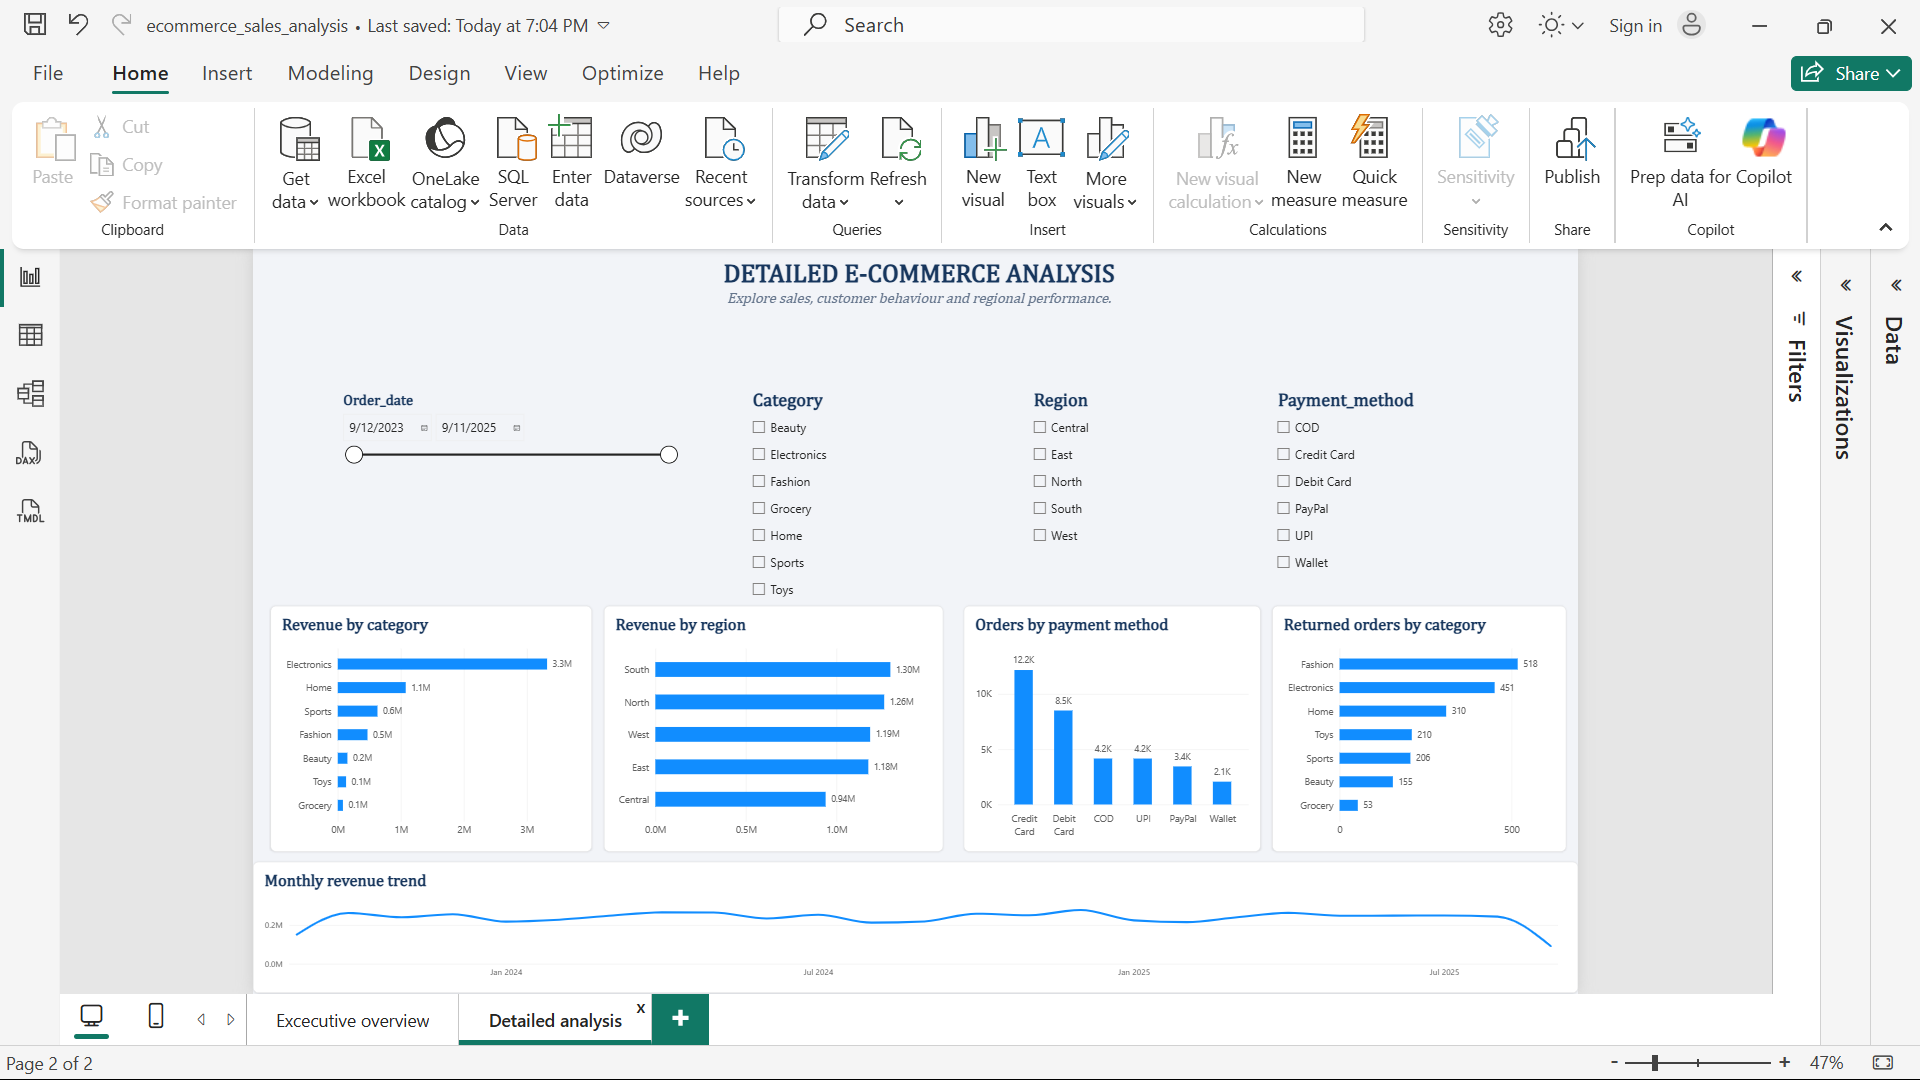 ecommerce_sales_analysis • Last saved: Today at 7:04 PM
Search
Sign in
File
Home
Insert
Modeling
Design
View
Optimize
Help
Share
Paste
Cut
Copy
Format painter
Clipboard
Get data
Excel workbook
OneLake catalog
SQL Server
Enter data
Dataverse
Recent sources
Data
Transform data
Refresh
Queries
New visual
Text box
More visuals
Insert
New visual calculation
New measure
Quick measure
Calculations
Sensitivity
Sensitivity
Publish
Share
Prep data for AI
Copilot
Copilot
DAX
TMDL
DETAILED E-COMMERCE ANALYSIS
Explore sales, customer behaviour and regional performance.
Order_date
9/12/2023
9/11/2025
Category
Beauty
Electronics
Fashion
Grocery
Home
Sports
Toys
Region
Central
East
North
South
West
Payment_method
COD
Credit Card
Debit Card
PayPal
UPI
Wallet
Revenue by category
Electronics 3.3M
Home 1.1M
Sports 0.6M
Fashion 0.5M
Beauty 0.2M
Toys 0.1M
Grocery 0.1M
0M 1M 2M 3M
Revenue by region
South 1.30M
North 1.26M
West 1.19M
East 1.18M
Central 0.94M
0.0M 0.5M 1.0M
Orders by payment method
10K
5K
0K
12.2K 8.5K 4.2K 4.2K 3.4K 2.1K
Credit Card
Debit Card
COD
UPI
PayPal
Wallet
Returned orders by category
Fashion 518
Electronics 451
Home 310
Toys 210
Sports 206
Beauty 155
Grocery 53
0 500
Monthly revenue trend
0.2M
0.0M
Jan 2024 Jul 2024 Jan 2025 Jul 2025
Filters
Visualizations
Data
Excecutive overview
Detailed analysis
x
Page 2 of 2
- + 47%